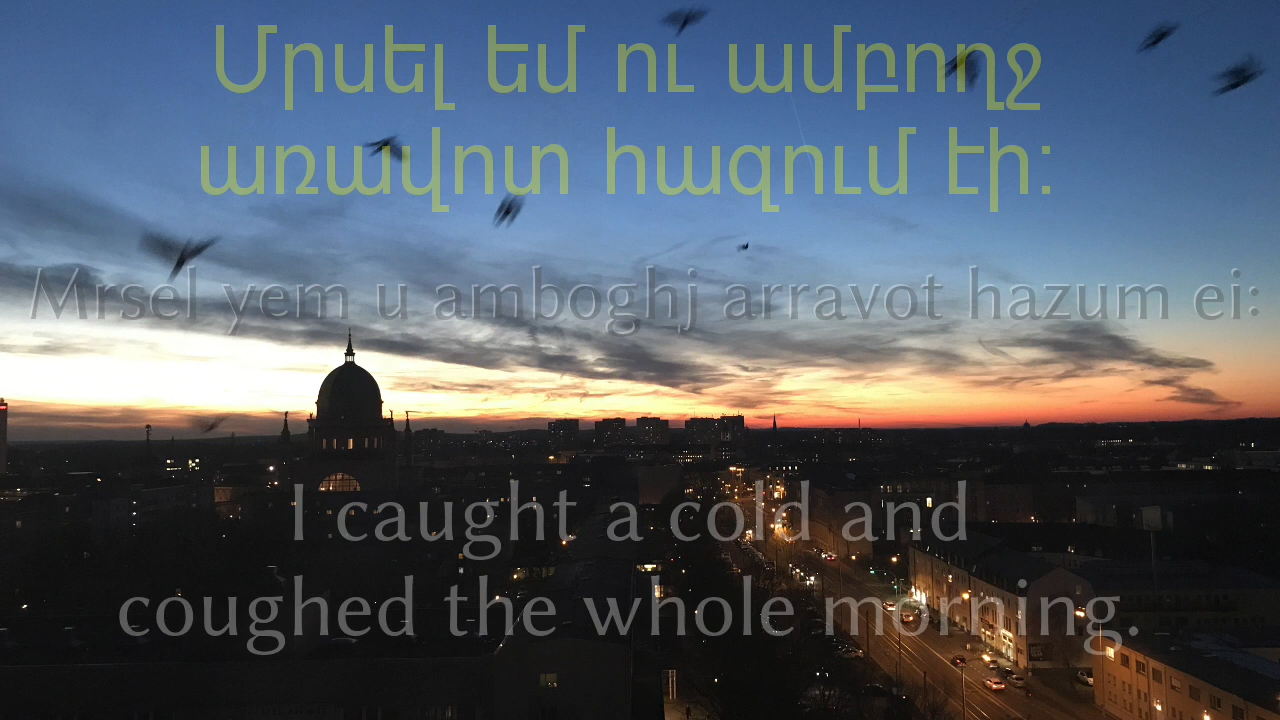 Մրսել եմ ու ամբողջ
առավոտ հազում էի:
Mrsel yem u amboghj arravot hazum ei:
I caught a cold and
coughed the whole morning.